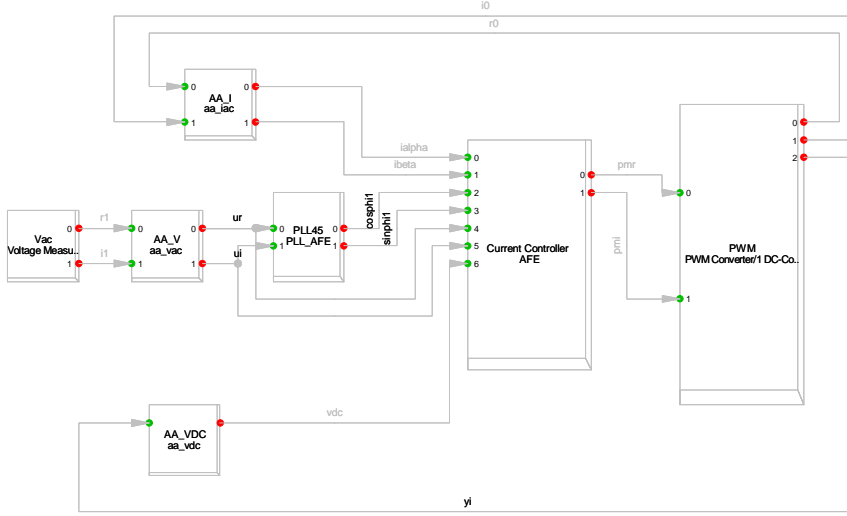 i0
r0
0 AA_I 0
aa_iac
1 1
ialpha
ibeta
0
1
2
3
4
5
6
Current Controller
AFE
0
1
pmr
pmi
0
1
PWM
PWM Converter/1 DC-Co..
0
1
2
Vac
Voltage Measu..
0
1
r1
i1
0 AA_V 0
aa_vac
1 1
ur
ui
0 PLL45 0
1 PLL_AFE 1
cosphi1
sinphi1
AA_VDC
aa_vdc
vdc
yi